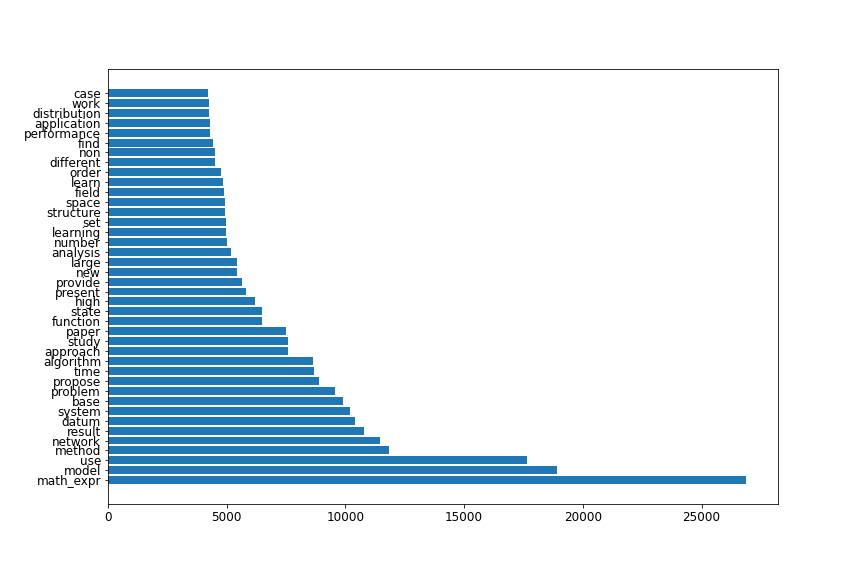 case
work
distribution
application
performance
find
non
different
order
learn
field
space
structure
set
learning
number
analysis
large
new
provide
present
high
state
function
paper
study
approach
algorithm
time
propose
problem
base
system
datum
result
network
method
use
model
math_expr
0 5000 10000 15000 20000 25000